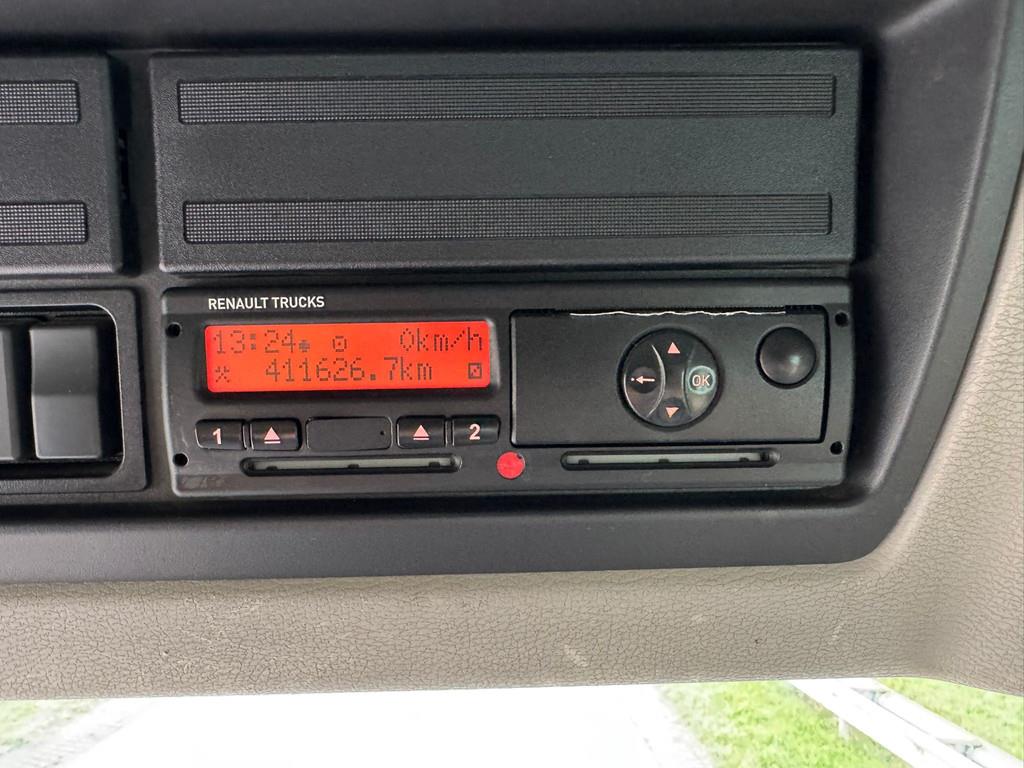 RENAULT TRUCKS
13:24 0km/h
411626.7km
1 2
OK